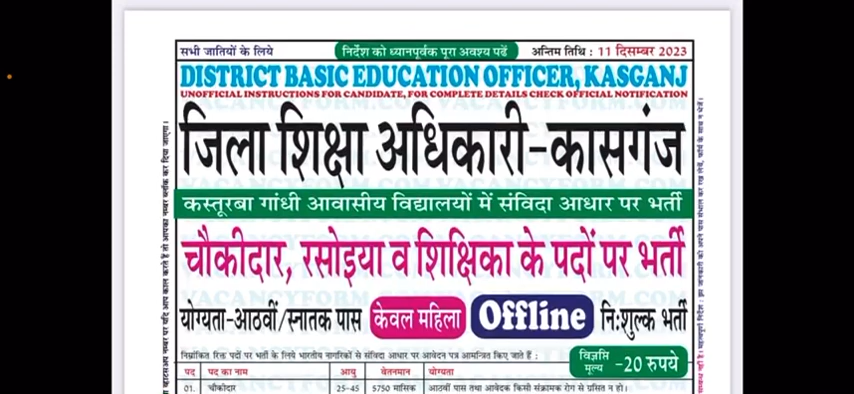 सभी जातियों के लिये निर्देश को ध्यानपूर्वक पूरा अवश्य पढें अन्तिम तिथि : 11 दिसम्बर 2023
DISTRICT BASIC EDUCATION OFFICER, KASGANJ
UNOFFICIAL INSTRUCTIONS FOR CANDIDATE, FOR COMPLETE DETAILS CHECK OFFICIAL NOTIFICATION
जिला शिक्षा अधिकारी-कासगंज
कस्तूरबा गांधी आवासीय विद्यालयों में संविदा आधार पर भर्ती
चौकीदार, रसोइया व शिक्षिका के पदों पर भर्ती
योग्यता-आठवीं/स्नातक पास केवल महिला Offline नि:शुल्क भर्ती
निम्नांकित रिक्त पदों पर भर्ती के लिये भारतीय नागरिकों से संविदा आधार पर आवेदन पत्र आमन्त्रित किए जाते हैं :
विज्ञप्ति मूल्य -20 रुपये
पद पद का नाम आयु वेतनमान योग्यता
01. चौकीदार 25-45 5750 मासिक आठवीं पास तथा आवेदक किसी संक्रामक रोग से ग्रसित न हो।